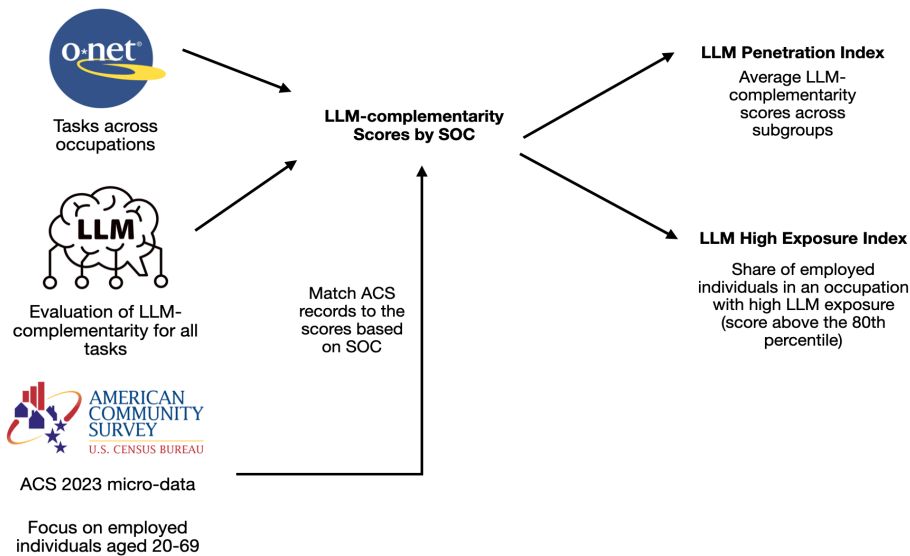 o*net®
Tasks across
occupations
LLM
Evaluation of LLM-
complementarity for all
tasks
AMERICAN
COMMUNITY
SURVEY
U.S. CENSUS BUREAU
ACS 2023 micro-data
Focus on employed
individuals aged 20-69
LLM-complementarity
Scores by SOC
Match ACS
records to the
scores based
on SOC
LLM Penetration Index
Average LLM-
complementarity
scores across
subgroups
LLM High Exposure Index
Share of employed
individuals in an occupation
with high LLM exposure
(score above the 80th
percentile)